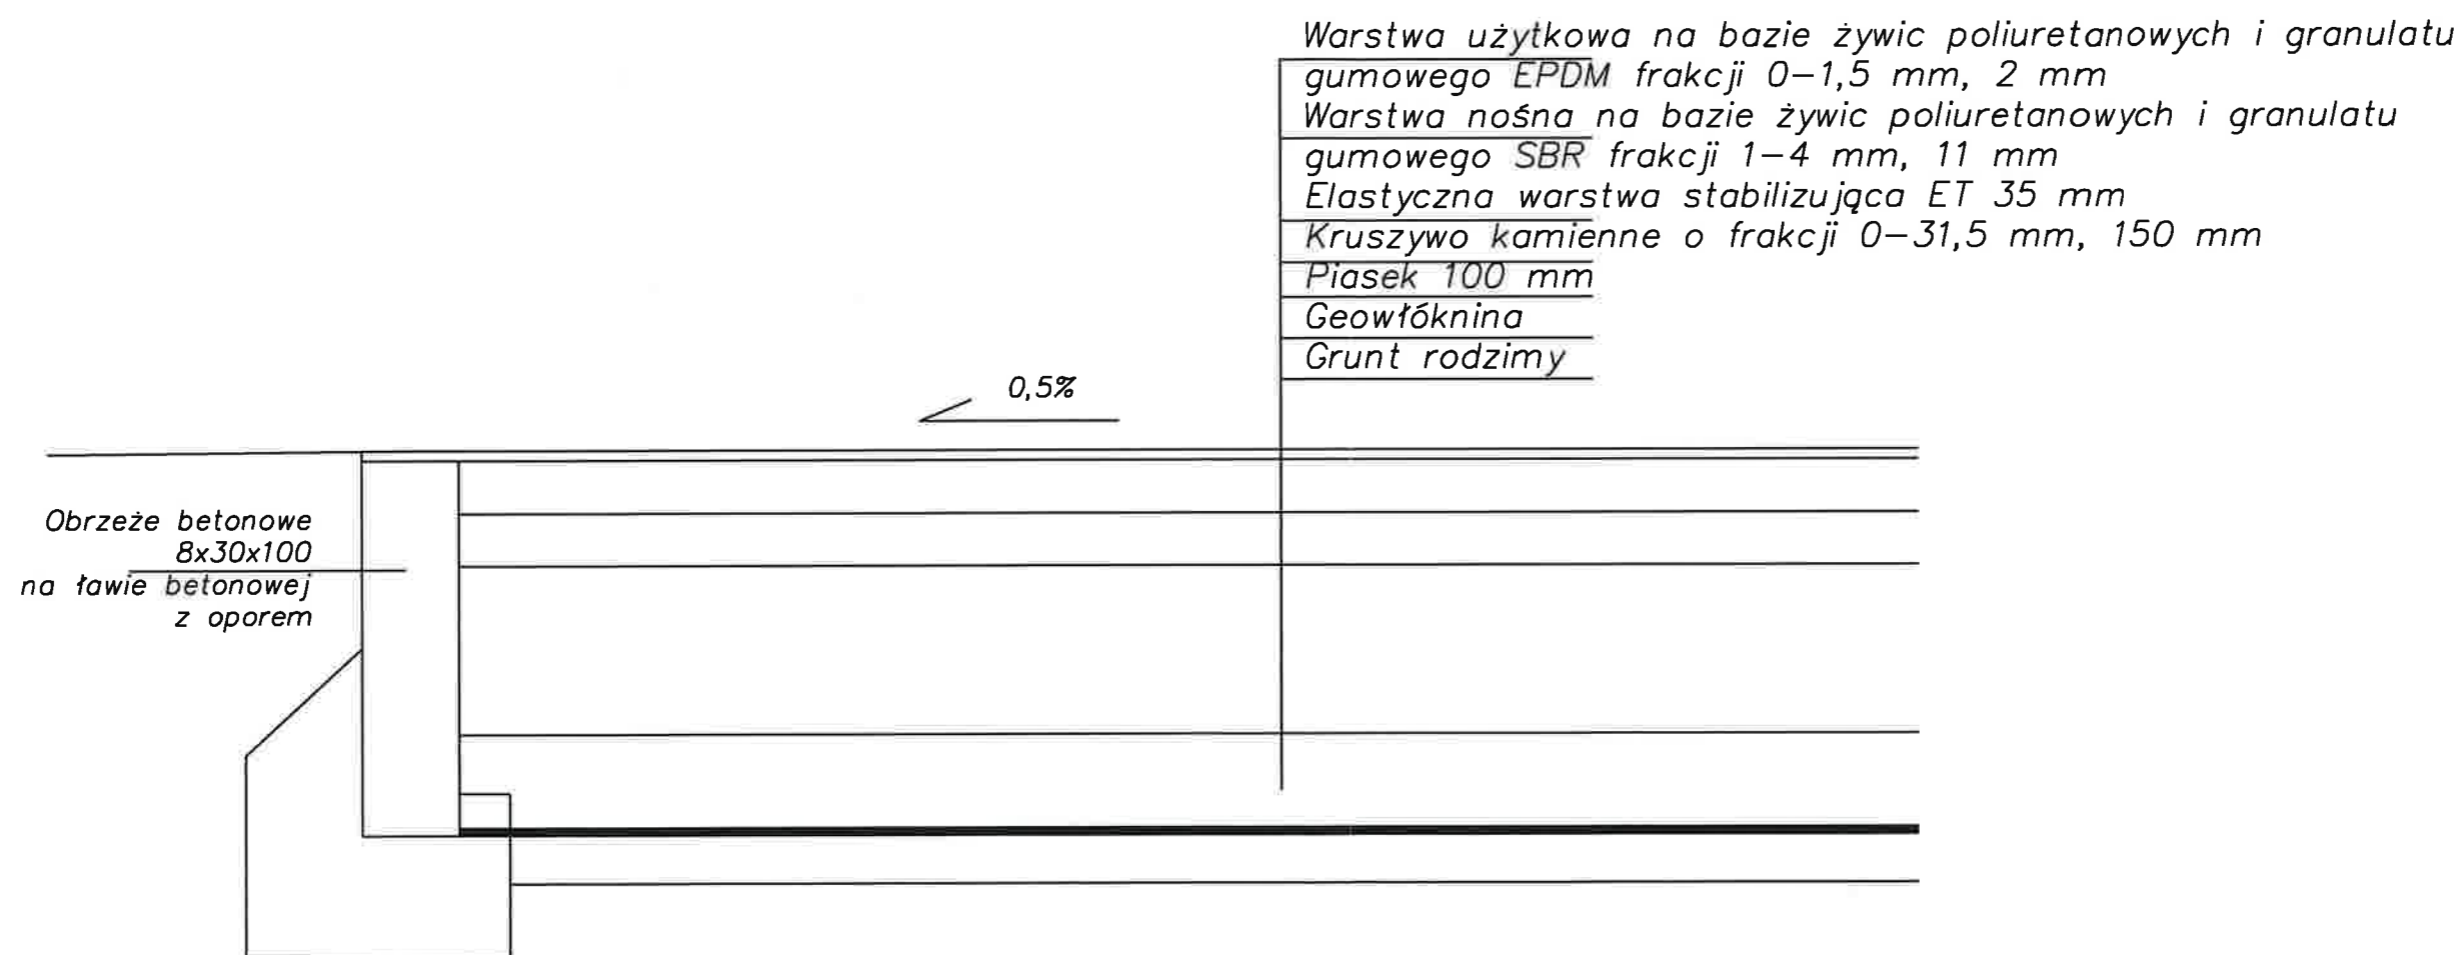 Warstwa użytkowa na bazie żywic poliuretanowych i granulatu
gumowego EPDM frakcji 0-1,5 mm, 2 mm
Warstwa nośna na bazie żywic poliuretanowych i granulatu
gumowego SBR frakcji 1-4 mm, 11 mm
Elastyczna warstwa stabilizująca ET 35 mm
Kruszywo kamienne o frakcji 0-31,5 mm, 150 mm
Piasek 100 mm
Geowłóknina
Grunt rodzimy
0,5%
Obrzeże betonowe
8x30x100
na ławie betonowej
z oporem